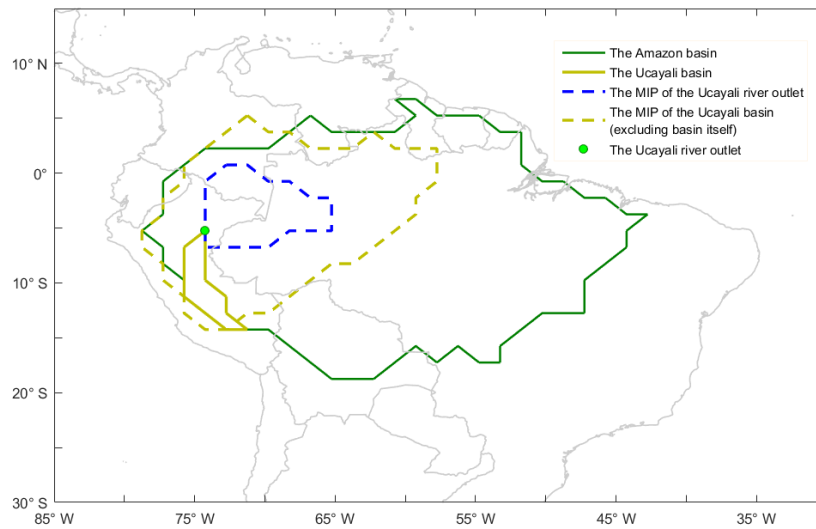 10° N
0°
10° S
20° S
30° S
85° W
75° W
65° W
55° W
45° W
35° W
The Amazon basin
The Ucayali basin
The MIP of the Ucayali river outlet
The MIP of the Ucayali basin
(excluding basin itself)
The Ucayali river outlet